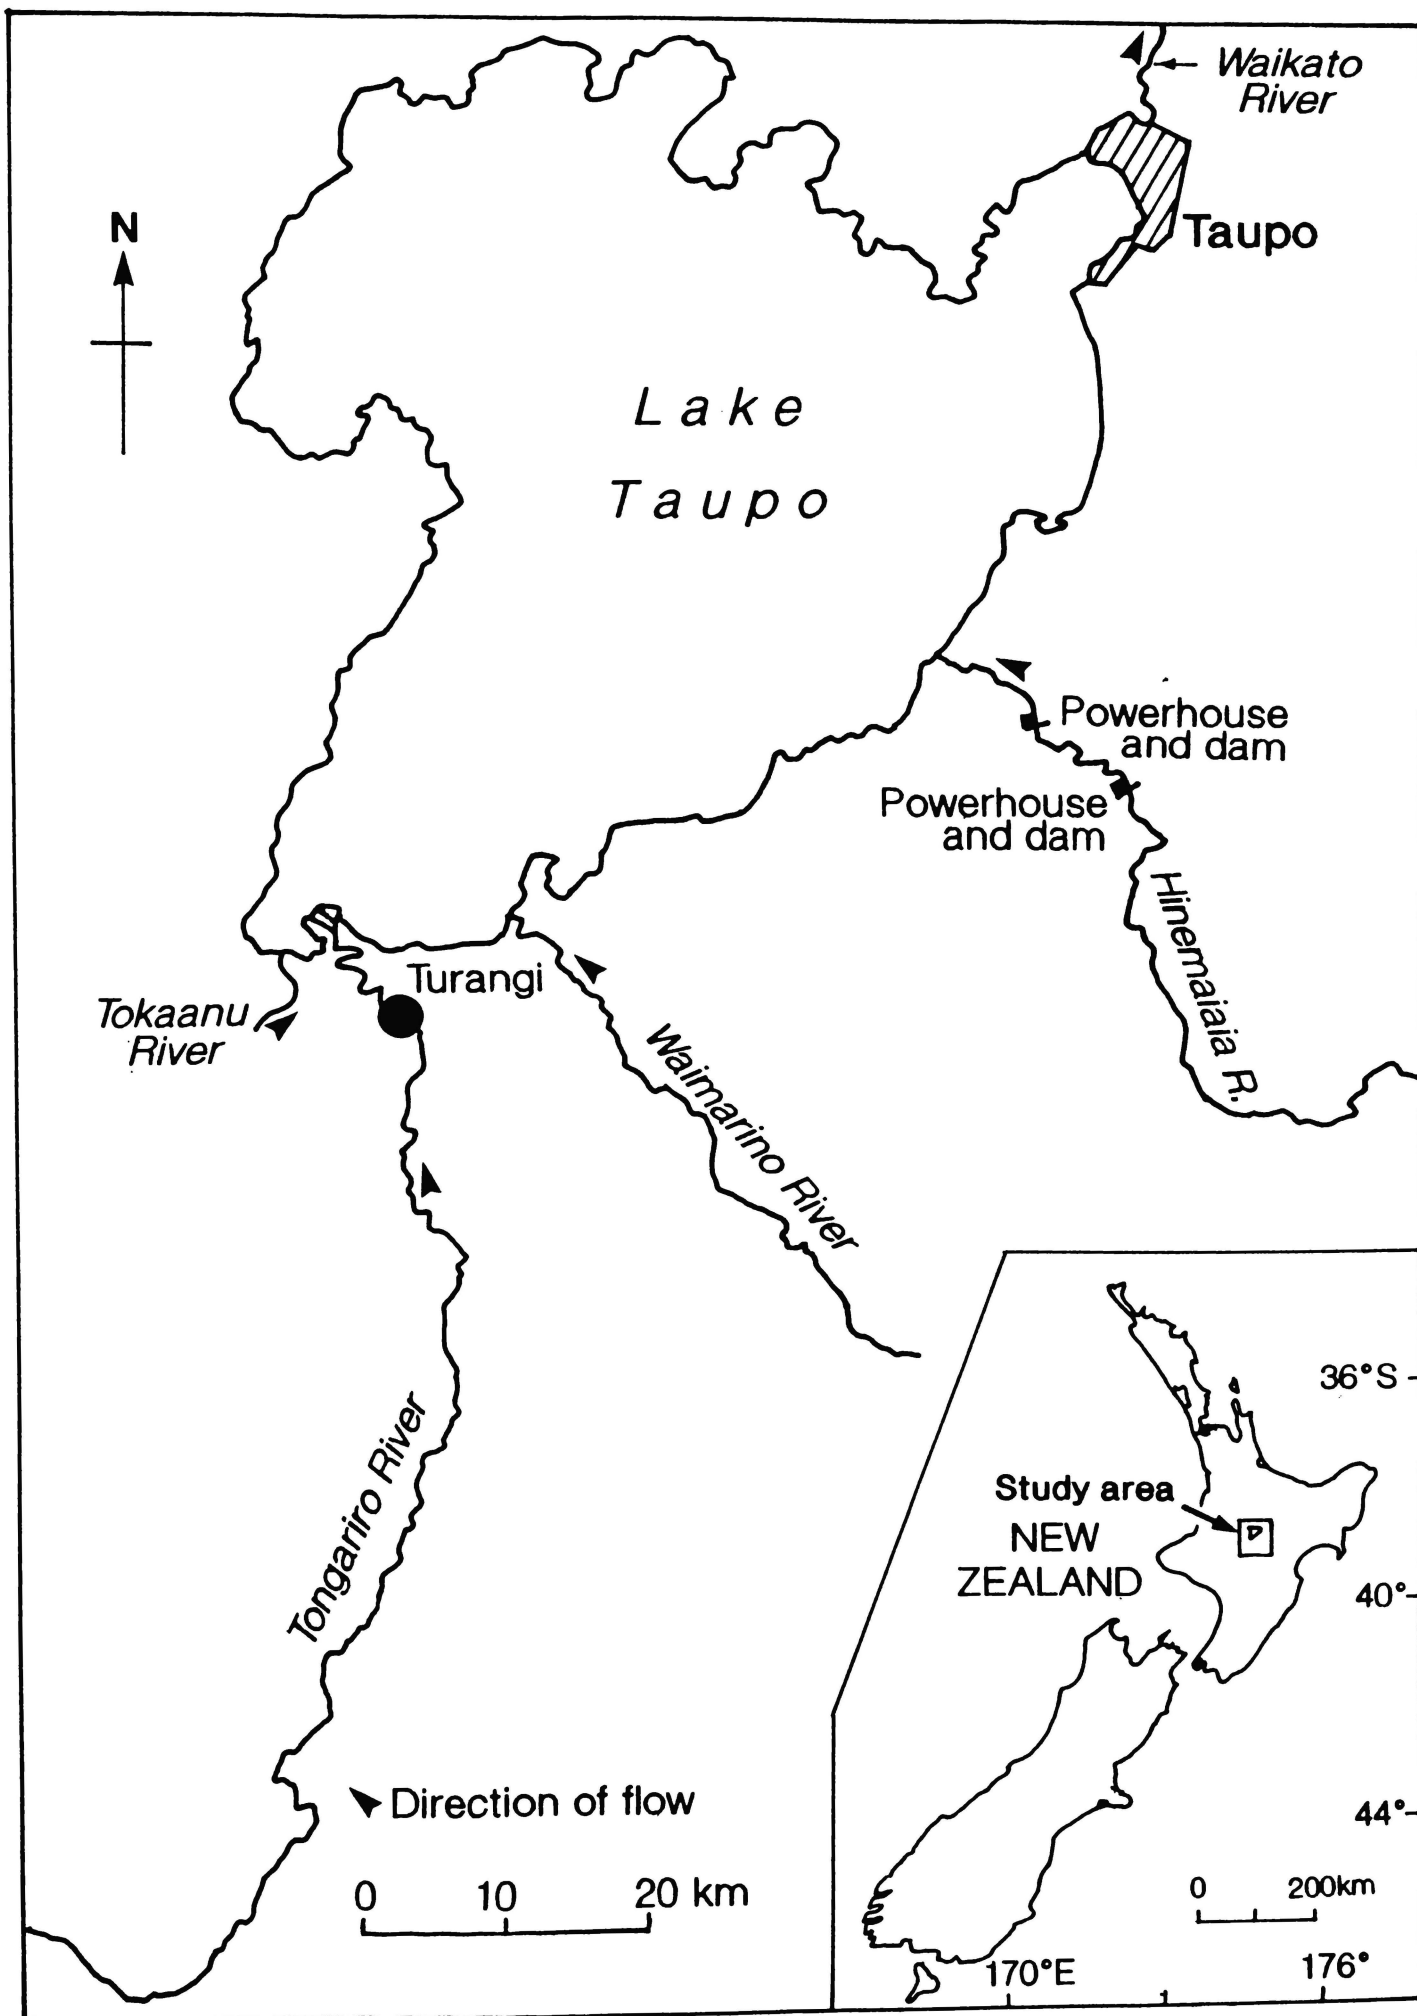 Waikato
River
N
Taupo
Lake
Taupo
Powerhouse
and dam
Powerhouse
and dam
Hinemaiaia R.
Turangi
Tokaanu
River
Waimarino River
Tongariro River
Direction of flow
0 10 20 km
36°S
Study area
NEW
ZEALAND
40°
44°
0 200km
170°E 176°